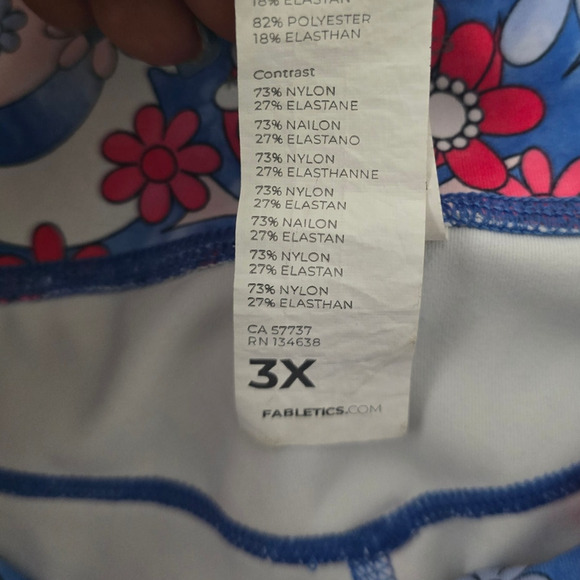 18% ELASTAN
82% POLYESTER
18% ELASTHAN
Contrast
73% NYLON
27% ELASTANE
73% NAILON
27% ELASTANO
73% NYLON
27% ELASTHANNE
73% NYLON
27% ELASTAN
73% NAILON
27% ELASTAN
73% NYLON
27% ELASTAN
73% NYLON
27% ELASTHAN
CA 57737
RN 134638
3X
FABLETICS.COM